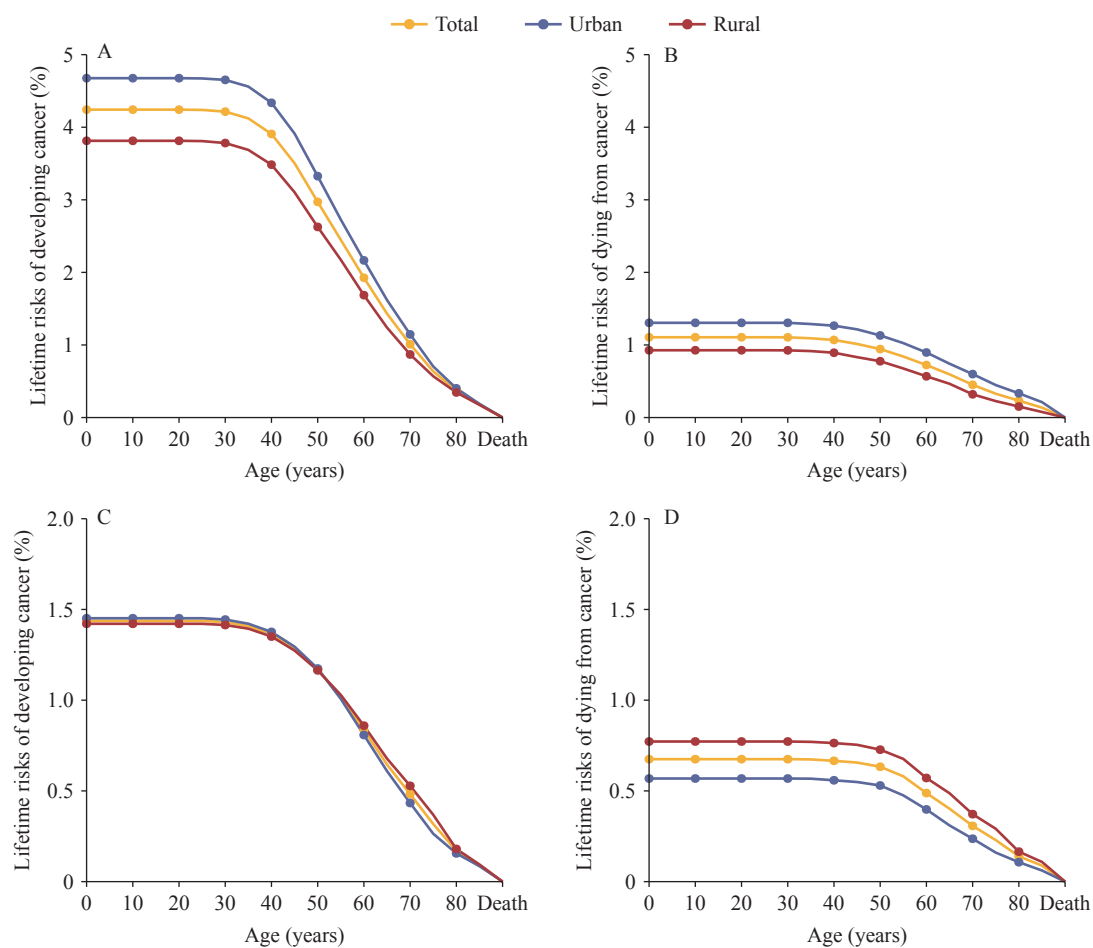 Total Urban Rural
A
Lifetime risks of developing cancer (%)
5
4
3
2
1
0
0 10 20 30 40 50 60 70 80 Death
Age (years)
B
Lifetime risks of dying from cancer (%)
5
4
3
2
1
0
0 10 20 30 40 50 60 70 80 Death
Age (years)
C
Lifetime risks of developing cancer (%)
2.0
1.5
1.0
0.5
0
0 10 20 30 40 50 60 70 80 Death
Age (years)
D
Lifetime risks of dying from cancer (%)
2.0
1.5
1.0
0.5
0
0 10 20 30 40 50 60 70 80 Death
Age (years)